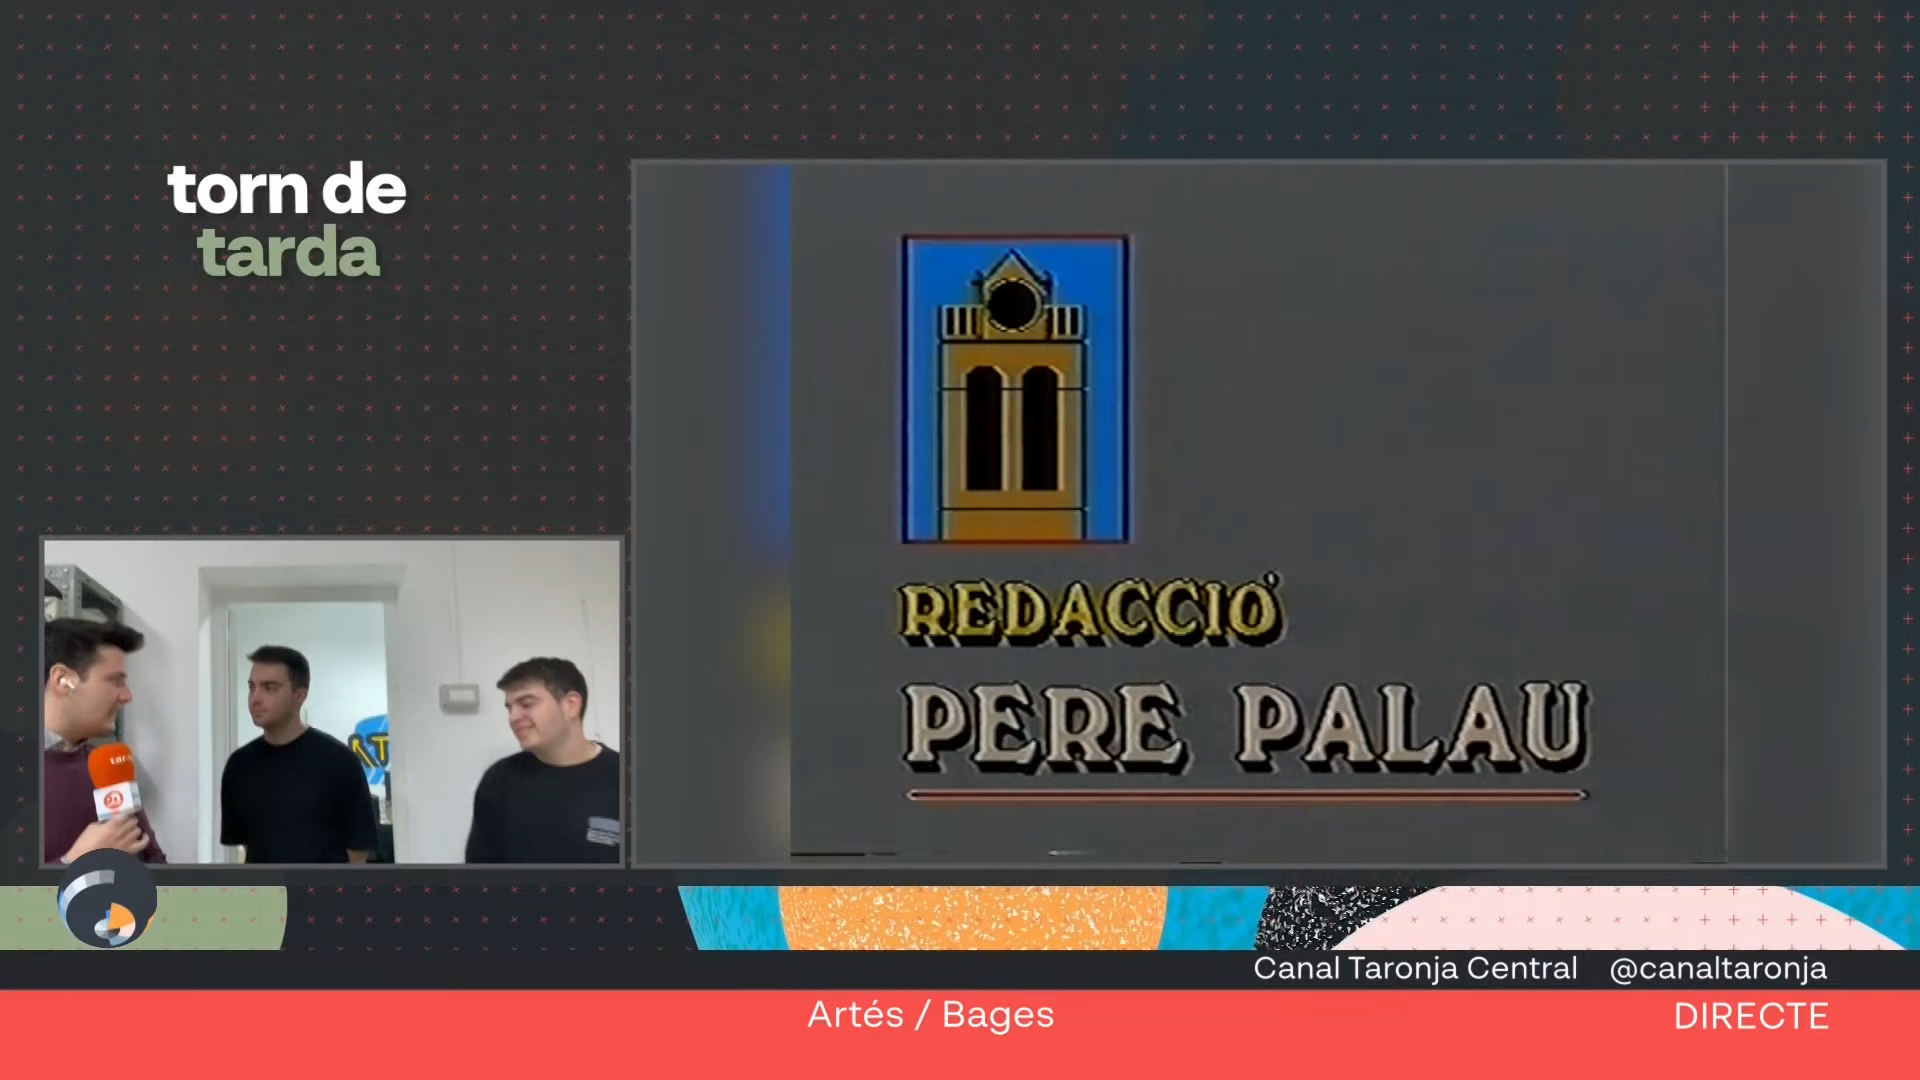 torn de
tarda
REDACCIÓ
PERE PALAU
Canal Taronja Central @canaltaronja
Artés / Bages
DIRECTE